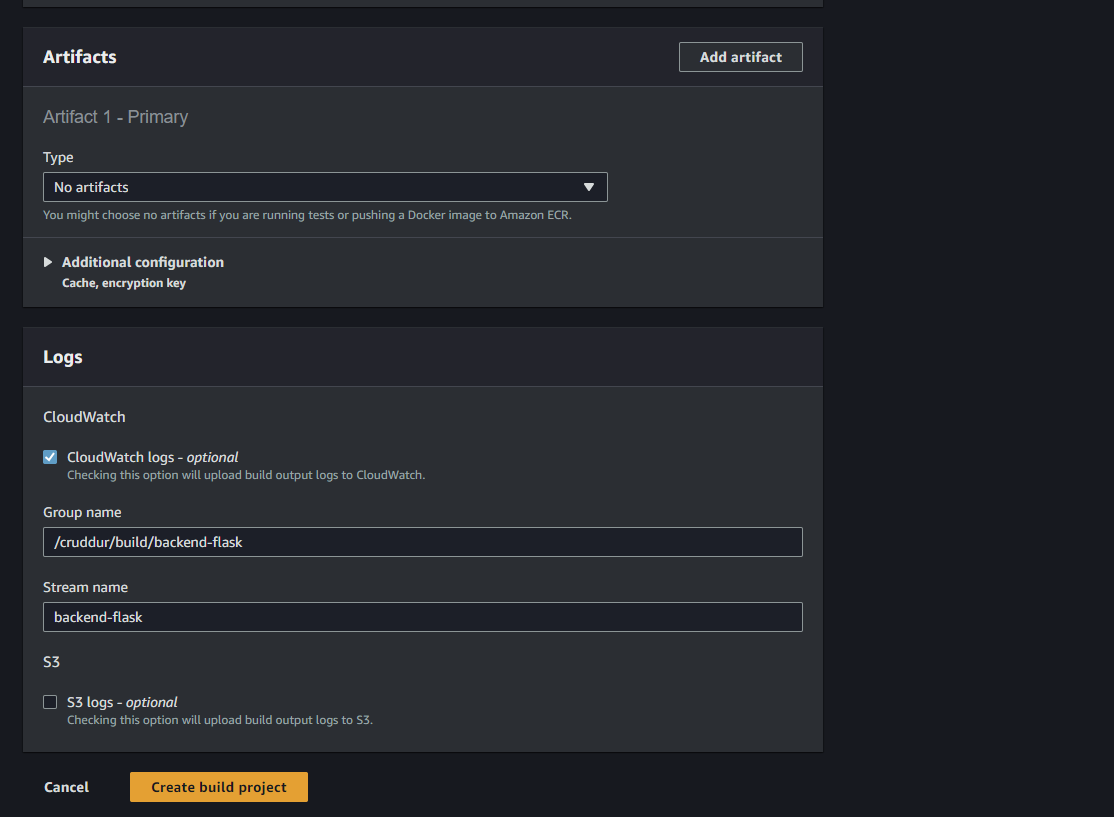 Artifacts
Add artifact
Artifact 1 - Primary
Type
No artifacts
You might choose no artifacts if you are running tests or pushing a Docker image to Amazon ECR.
Additional configuration
Cache, encryption key
Logs
CloudWatch
CloudWatch logs - optional
Checking this option will upload build output logs to CloudWatch.
Group name
/cruddur/build/backend-flask
Stream name
backend-flask
S3
S3 logs - optional
Checking this option will upload build output logs to S3.
Cancel
Create build project